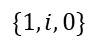 {1, i, 0}